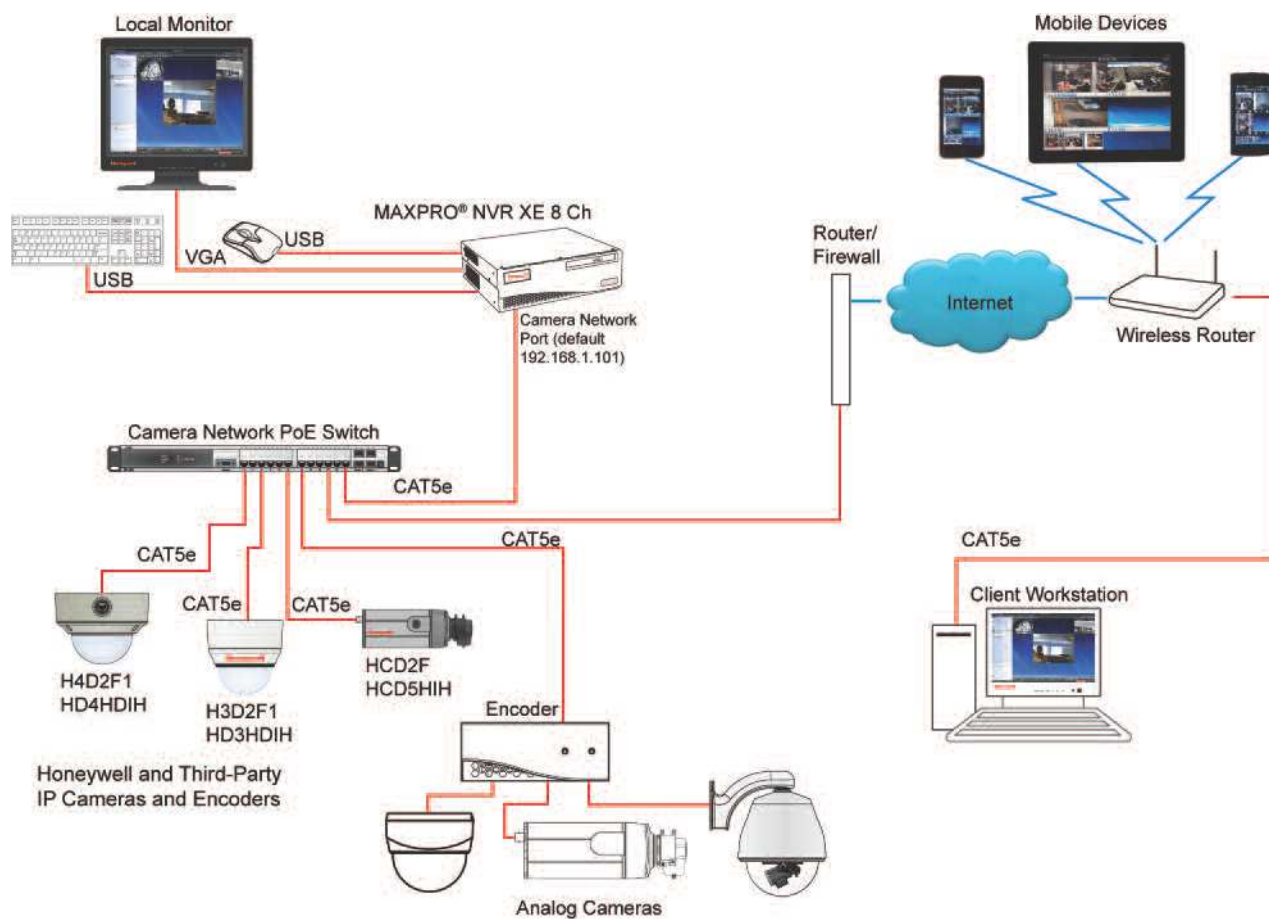 Local Monitor
Mobile Devices
MAXPRO® NVR XE 8 Ch
USB
VGA
USB
Router/
Firewall
Internet
Wireless Router
Camera Network
Port (default
192.168.1.101)
Camera Network PoE Switch
CAT5e
CAT5e
CAT5e
CAT5e
CAT5e
CAT5e
Client Workstation
H4D2F1
HD4HDIH
H3D2F1
HD3HDIH
HCD2F
HCD5HIH
Encoder
Honeywell and Third-Party
IP Cameras and Encoders
Analog Cameras